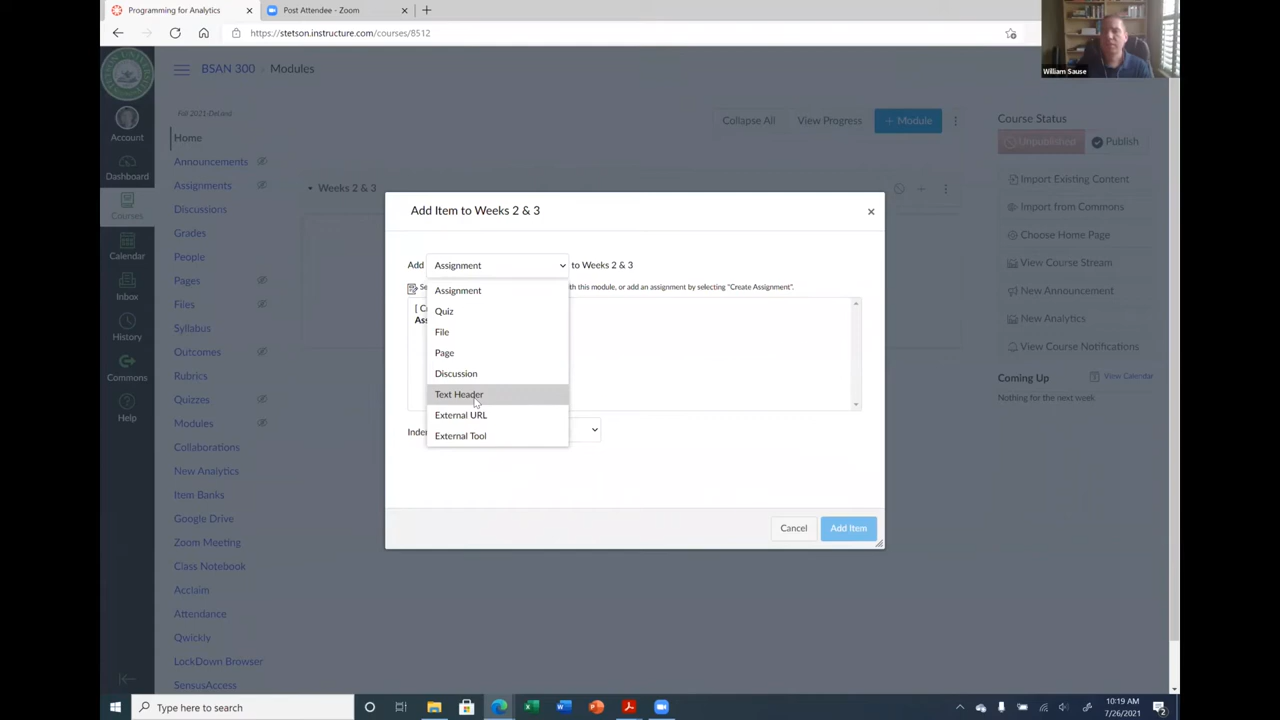 Programming for Analytics
Post Attendee - Zoom
https://stetson.instructure.com/courses/8512
William Sause
BSAN 300 › Modules
Fall 2021-DeLand
Account
Dashboard
Courses
Calendar
Inbox
History
Commons
Help
Home
Announcements
Assignments
Discussions
Grades
People
Pages
Files
Syllabus
Outcomes
Rubrics
Quizzes
Modules
Collaborations
New Analytics
Item Banks
Google Drive
Zoom Meeting
Class Notebook
Acclaim
Attendance
Qwickly
LockDown Browser
SensusAccess
Collapse All
View Progress
+ Module
Weeks 2 & 3
Add Item to Weeks 2 & 3
Add Assignment to Weeks 2 & 3
with this module, or add an assignment by selecting "Create Assignment".
Assignment
Quiz
File
Page
Discussion
Text Header
External URL
External Tool
Cancel
Add Item
Course Status
Unpublished
Publish
Import Existing Content
Import from Commons
Choose Home Page
View Course Stream
New Announcement
New Analytics
View Course Notifications
Coming Up
View Calendar
Nothing for the next week
Type here to search
10:19 AM
7/26/2021
2